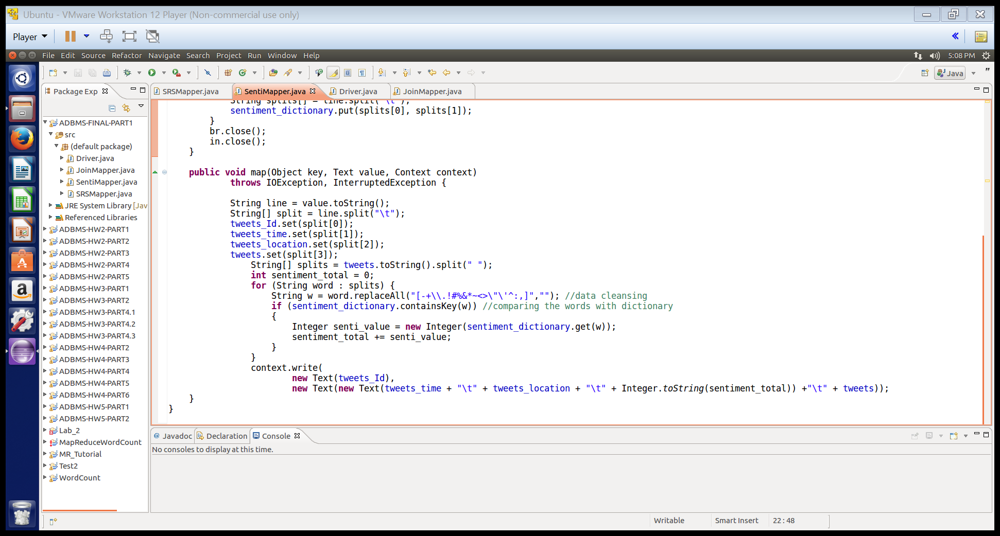 Ubuntu - VMware Workstation 12 Player (Non-commercial use only)
Player
File Edit Source Refactor Navigate Search Project Run Window Help
5:08 PM
Java
Package Exp
SRSMapper.java
SentiMapper.java
Driver.java
JoinMapper.java
ADBMS-FINAL-PART1
src
(default package)
Driver.java
JoinMapper.java
SentiMapper.java
SRSMapper.java
JRE System Library [Jav
Referenced Libraries
ADBMS-HW2-PART1
ADBMS-HW2-PART2
ADBMS-HW2-PART3
ADBMS-HW2-PART4
ADBMS-HW2-PART5
ADBMS-HW3-PART1
ADBMS-HW3-PART2
ADBMS-HW3-PART4.1
ADBMS-HW3-PART4.2
ADBMS-HW3-PART4.3
ADBMS-HW4-PART2
ADBMS-HW4-PART3
ADBMS-HW4-PART4
ADBMS-HW4-PART5
ADBMS-HW4-PART6
ADBMS-HW5-PART1
ADBMS-HW5-PART2
Lab_2
MapReduceWordCount
MR_Tutorial
Test2
WordCount
String splits[] = line.split("\t");
sentiment_dictionary.put(splits[0], splits[1]);
}
br.close();
in.close();
}
public void map(Object key, Text value, Context context)
throws IOException, InterruptedException {
String line = value.toString();
String[] split = line.split("\t");
tweets_Id.set(split[0]);
tweets_time.set(split[1]);
tweets_location.set(split[2]);
tweets.set(split[3]);
String[] splits = tweets.toString().split(" ");
int sentiment_total = 0;
for (String word : splits) {
String w = word.replaceAll("[-+\\.!#%&*~<>\"\'^:,]",""); //data cleansing
if (sentiment_dictionary.containsKey(w)) //comparing the words with dictionary
{
Integer senti_value = new Integer(sentiment_dictionary.get(w));
sentiment_total += senti_value;
}
}
context.write(
new Text(tweets_Id),
new Text(new Text(tweets_time + "\t" + tweets_location + "\t" + Integer.toString(sentiment_total)) +"\t" + tweets));
}
}
@ Javadoc Declaration Console
No consoles to display at this time.
Writable Smart Insert 22 : 48